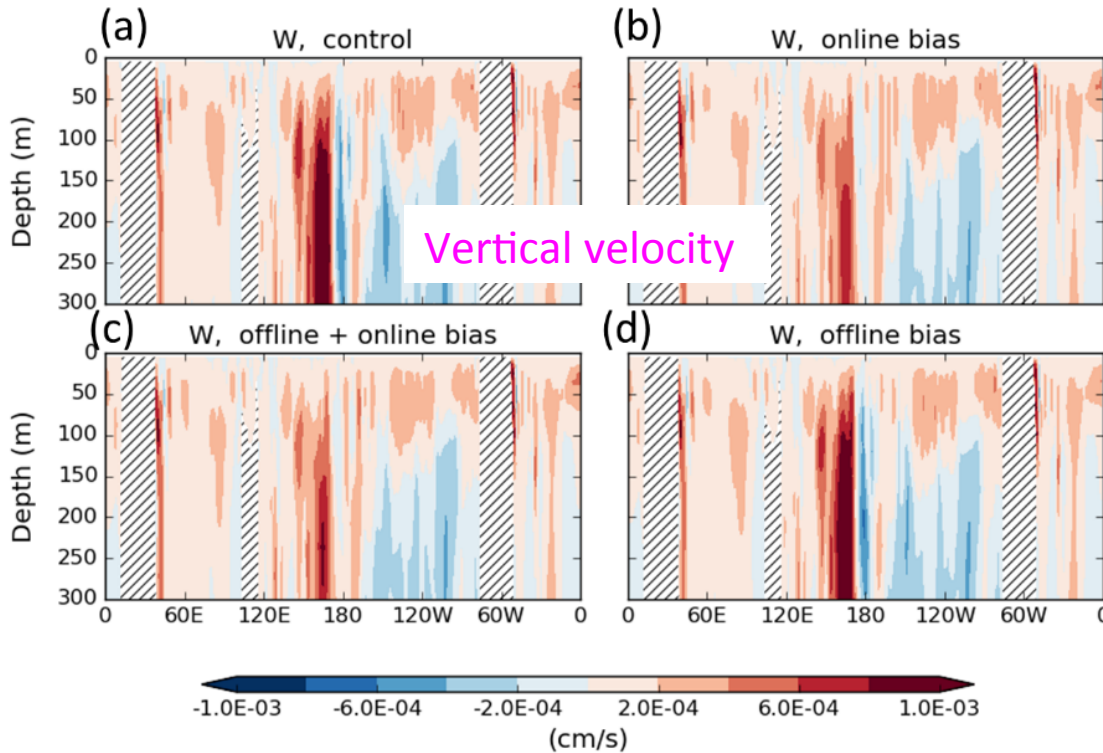 (a) W, control
(b) W, online bias
0
50
100
150
200
250
300
Depth (m)
Vertical velocity
(c) W, offline + online bias
(d) W, offline bias
0
50
100
150
200
250
300
Depth (m)
0 60E 120E 180 120W 60W 0
60E 120E 180 120W 60W 0
-1.0E-03 -6.0E-04 -2.0E-04 2.0E-04 6.0E-04 1.0E-03
(cm/s)